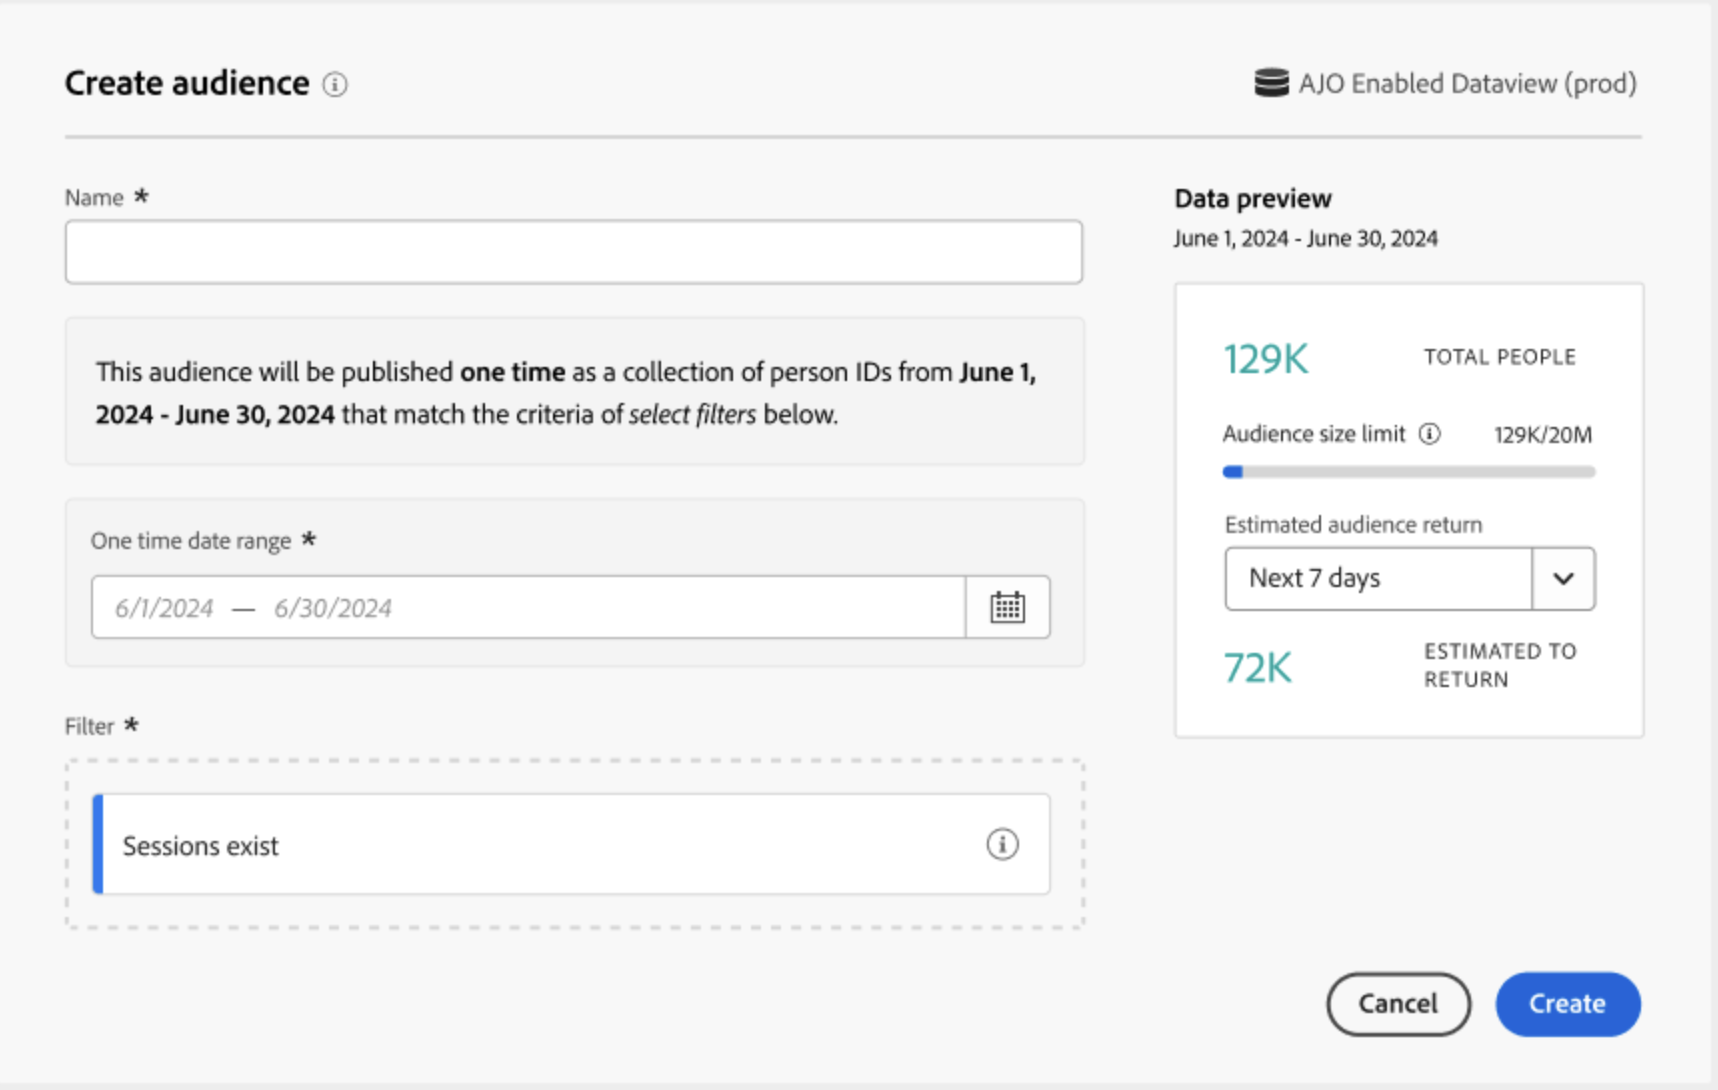 Create audience
AJO Enabled Dataview (prod)
Name *
This audience will be published one time as a collection of person IDs from June 1,
2024 - June 30, 2024 that match the criteria of select filters below.
One time date range *
6/1/2024 — 6/30/2024
Filter *
Sessions exist
Data preview
June 1, 2024 - June 30, 2024
129K TOTAL PEOPLE
Audience size limit 129K/20M
Estimated audience return
Next 7 days
72K ESTIMATED TO
RETURN
Cancel Create